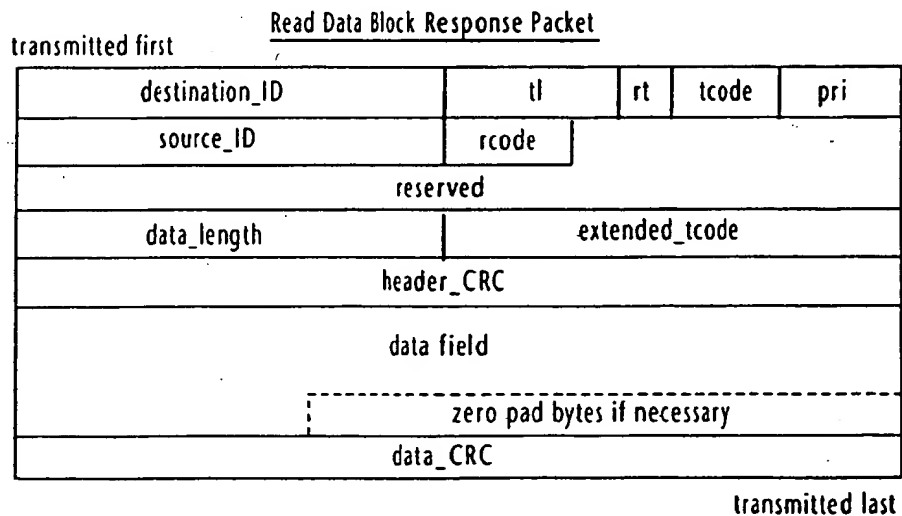 Read Data Block Response Packet
transmitted first
destination_ID tl rt tcode pri
source_ID rcode
reserved
data_length extended_tcode
header_CRC
data field
zero pad bytes if necessary
data_CRC
transmitted last